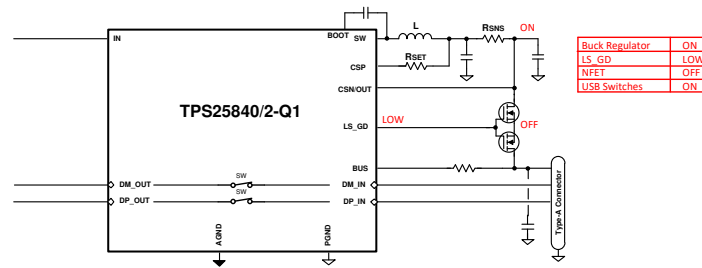 BOOT SW
L
RSNS
ON
IN
CSP
RSET
CSN/OUT
TPS25840/2-Q1
LS_GD
LOW
OFF
BUS
DM_OUT
SW
DM_IN
DP_OUT
SW
DP_IN
AGND
PGND
Type-A Connector
Buck Regulator ON
LS_GD LOW
NFET OFF
USB Switches ON